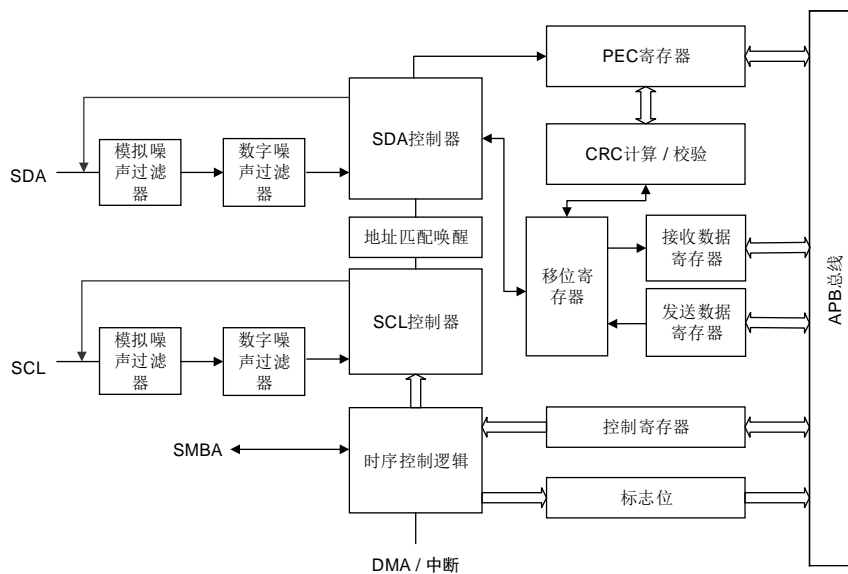 PEC寄存器
SDA控制器
CRC计算 / 校验
模拟噪
声过滤
器
数字噪
声过滤
器
SDA
地址匹配唤醒
移位寄
存器
接收数据
寄存器
发送数据
寄存器
APB总线
SCL控制器
模拟噪
声过滤
器
数字噪
声过滤
器
SCL
控制寄存器
SMBA
时序控制逻辑
标志位
DMA / 中断